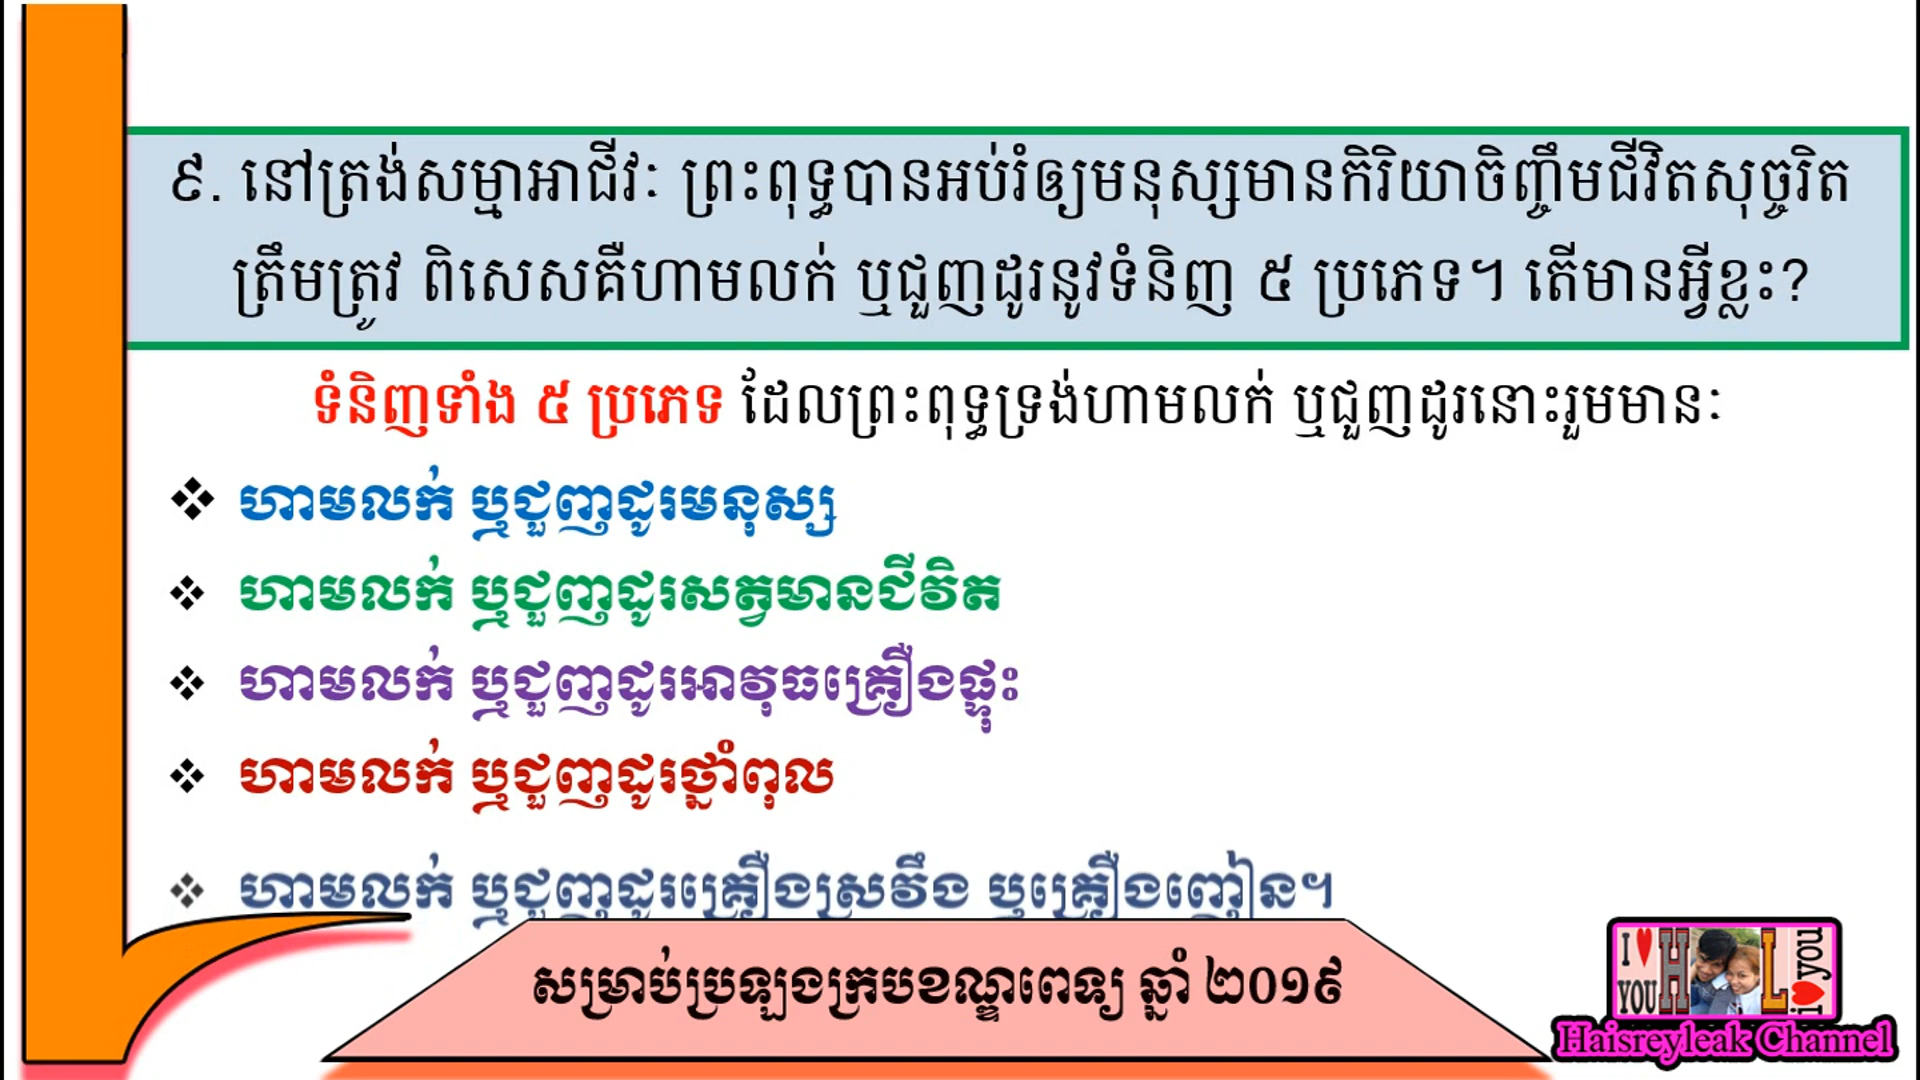 ៩. នៅត្រង់សម្មាអាជីវៈ ព្រះពុទ្ធបានអប់រំឲ្យមនុស្សមានកិរិយាចិញ្ចឹមជីវិតសុច្ចរិត
ត្រឹមត្រូវ ពិសេសគឺហាមលក់ ឬជួញដូរនូវទំនិញ ៥ ប្រភេទ។ តើមានអ្វីខ្លះ?
ទំនិញទាំង ៥ ប្រភេទ ដែលព្រះពុទ្ធទ្រង់ហាមលក់ ឬជួញដូរនោះរួមមានៈ
❖ ហាមលក់ ឬជួញដូរមនុស្ស
❖ ហាមលក់ ឬជួញដូរសត្វមានជីវិត
❖ ហាមលក់ ឬជួញដូរអាវុធគ្រឿងផ្ទុះ
❖ ហាមលក់ ឬជួញដូរថ្នាំពុល
❖ ហាមលក់ ឬជួញដូរគ្រឿងស្រវឹង ឬគ្រឿងញៀន។
សម្រាប់ប្រឡងក្របខណ្ឌពេទ្យ ឆ្នាំ ២០១៩
I ♥ YOU H L i ♥ you
Haisreyleak Channel